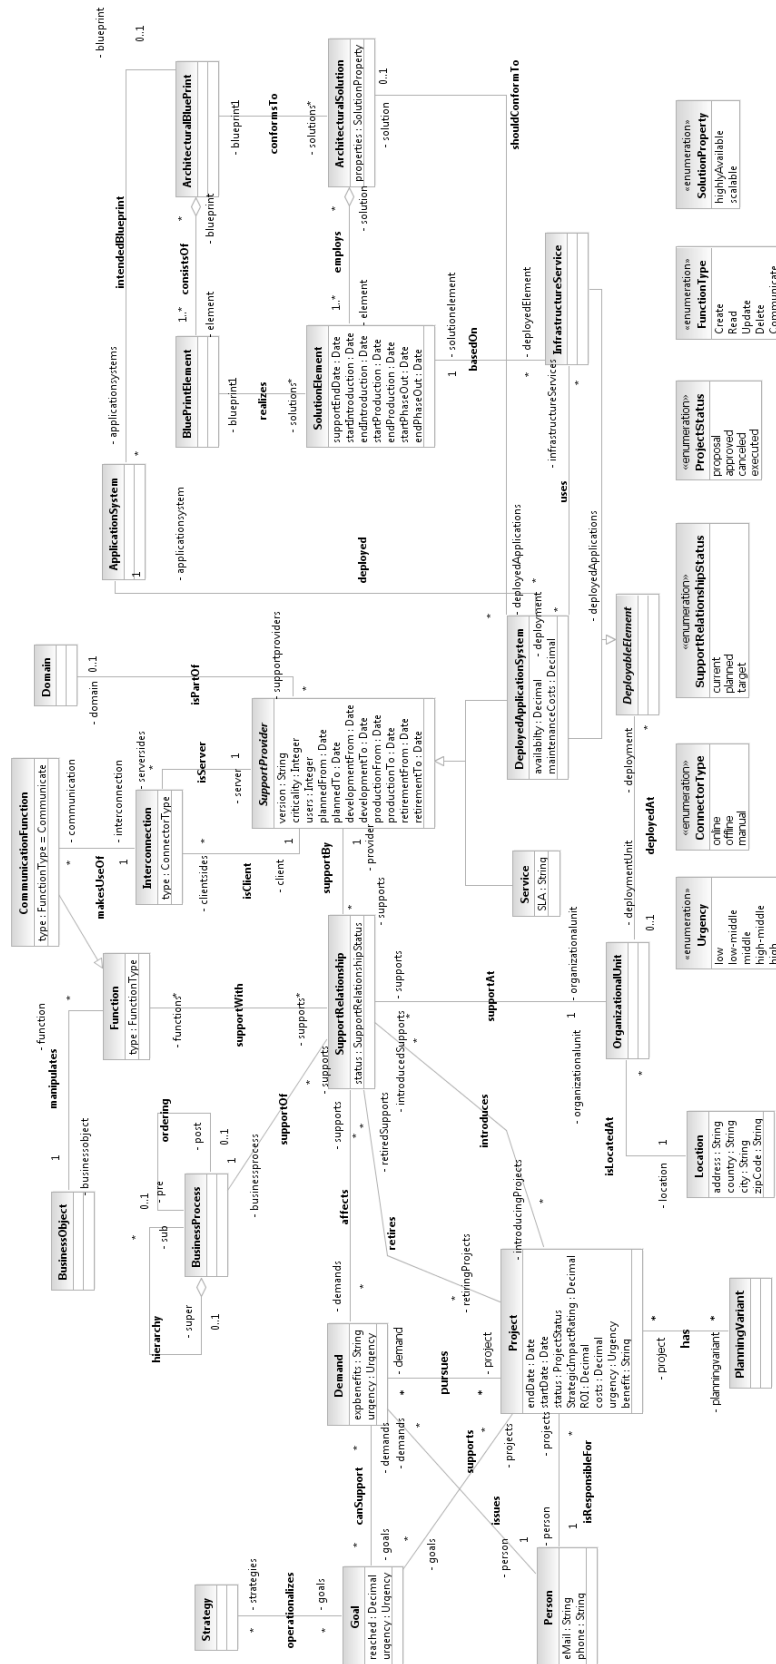 - blueprint
0..1
intendedBlueprint
- applicationsystems
*
ArchitecturalBluePrint
- blueprint1
conformsTo
- solutions*
ArchitecturalSolution
properties : SolutionProperty
0..1
- solution
shouldConformTo
*
- blueprint
consistsOf
1..*
- element
*
- solution
employs
1..*
- element
BluePrintElement
- blueprint1
realizes
- solutions*
SolutionElement
supportEndDate : Date
startIntroduction : Date
endIntroduction : Date
startProduction : Date
endProduction : Date
startPhaseOut : Date
endPhaseOut : Date
- solutionelement
1
basedOn
- deployedElement
*
InfrastructureService
- infrastructureServices
*
uses
- deployedApplications
*
- deployedApplications
ApplicationSystem
1
- applicationsystem
deployed
- deployment
*
DeployedApplicationSystem
availabilty : Decimal
maintenanceCosts : Decimal
DeployableElement
- deployment
*
deployedAt
- deploymentUnit
0..1
Domain
0..1
- domain
isPartOf
- supportproviders
*
SupportProvider
version : String
criticality : Integer
users : Integer
plannedFrom : Date
plannedTo : Date
developmentFrom : Date
developmentTo : Date
productionFrom : Date
productionTo : Date
retirementFrom : Date
retirementTo : Date
Service
SLA : String
CommunicationFunction
type : FunctionType = Communicate
- communication
*
makesUseOf
- interconnection
1
Interconnection
type : ConnectorType
- serversides
*
isServer
1
- server
- clientsides
*
isClient
1
- client
supportBy
1
- provider
*
- supports
Function
type : FunctionType
- function
*
manipulates
1
- businessobject
BusinessObject
- functions*
supportWith
- supports*
SupportRelationship
status : SupportRelationshipStatus
- supports
supportAt
1
- organizationalunit
OrganizationalUnit
- organizationalunit
*
isLocatedAt
1
- location
Location
address : String
country : String
city : String
zipCode : String
ordering
0..1
- pre
- post
0..1
BusinessProcess
*
- sub
hierarchy
- super
0..1
1
- businessprocess
supportOf
*
- supports
- supports
*
affects
- demands
*
*
- retiredSupports
retires
*
- retiringProjects
- introducedSupports
*
*
introduces
*
- introducingProjects
Demand
expbenefits : String
urgency : Urgency
- demand
*
pursues
*
- project
Project
endDate : Date
startDate : Date
status : ProjectStatus
StrategicImpactRating : Decimal
ROI : Decimal
costs : Decimal
urgency : Urgency
benefit : String
*
- project
has
*
- planningvariant
PlanningVariant
*
- demands
canSupport
*
- goals
*
- demands
issues
1
- person
*
- projects
supports
*
- goals
- projects
*
isResponsibleFor
- person
1
Strategy
- strategies
*
operationalizes
- goals
*
Goal
reached : Decimal
urgency : Urgency
Person
eMail : String
phone : String
«enumeration»
SolutionProperty
highlyAvailable
scalable
«enumeration»
FunctionType
Create
Read
Update
Delete
Communicate
«enumeration»
ProjectStatus
proposal
approved
canceled
executed
«enumeration»
SupportRelationshipStatus
current
planned
target
«enumeration»
ConnectorType
online
offline
manual
«enumeration»
Urgency
low
low-middle
middle
high-middle
high